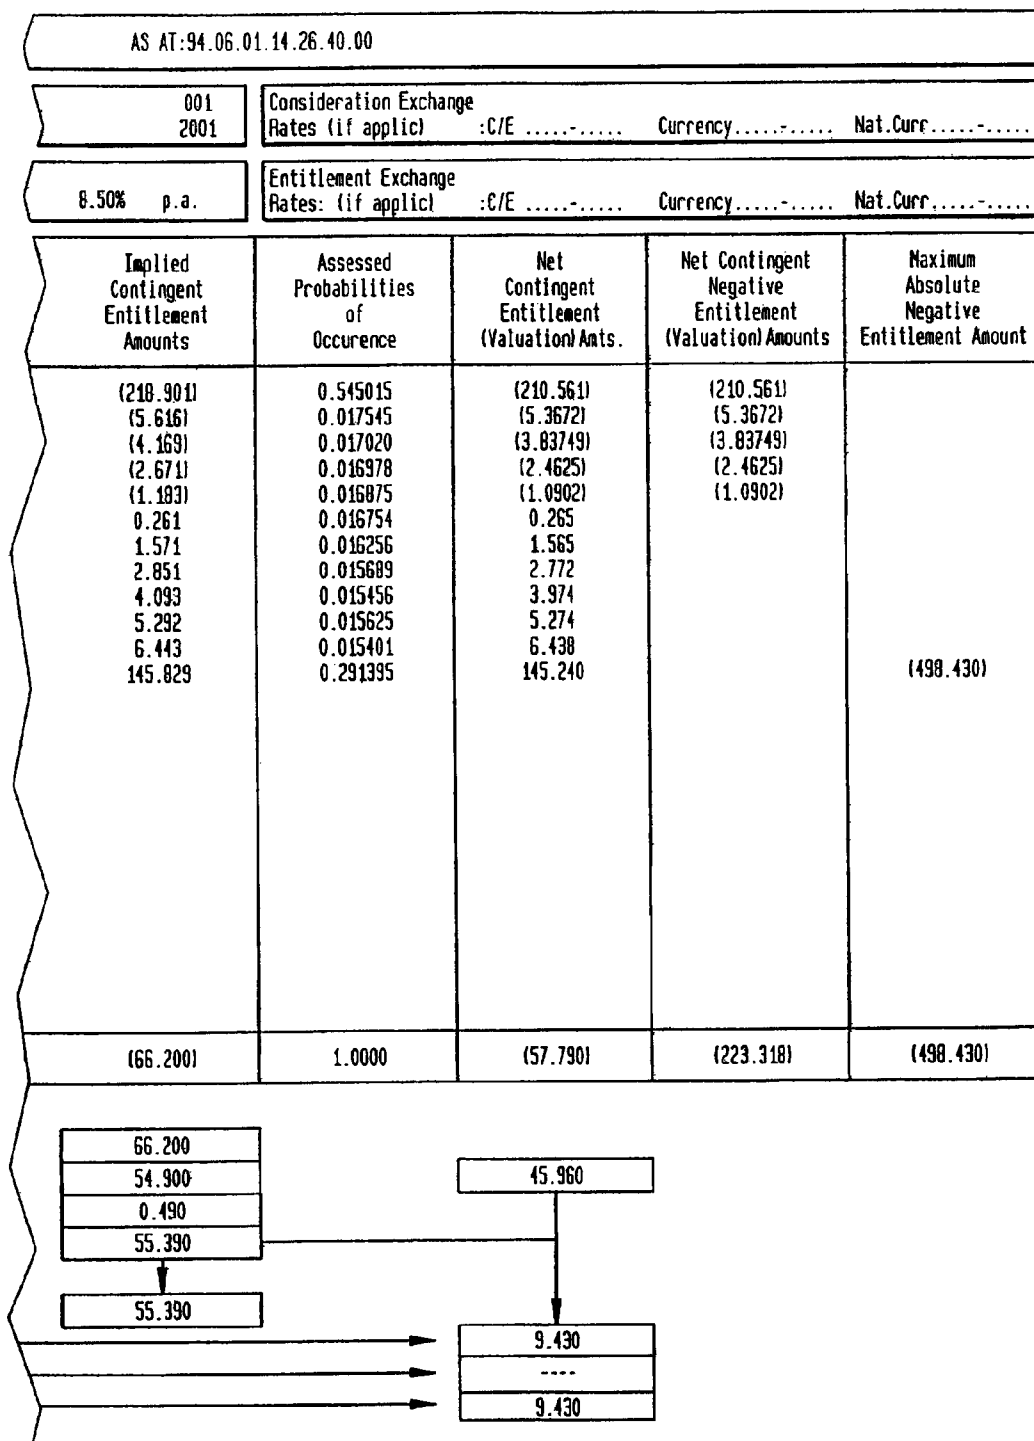 AS AT:94.06.01.14.26.40.00
001
2001
Consideration Exchange
Rates (if applic) :C/E .....-..... Currency.....-..... Nat.Curr.....-.....
8.50% p.a.
Entitlement Exchange
Rates: (if applic) :C/E .....-..... Currency.....-..... Nat.Curr.....-.....
Implied Contingent Entitlement Amounts
Assessed Probabilities of Occurence
Net Contingent Entitlement (Valuation) Amts.
Net Contingent Negative Entitlement (Valuation) Amounts
Maximum Absolute Negative Entitlement Amount
(218.901) 0.545015 (210.561) (210.561)
(5.616) 0.017545 (5.3672) (5.3672)
(4.169) 0.017020 (3.83749) (3.83749)
(2.671) 0.016978 (2.4625) (2.4625)
(1.183) 0.016875 (1.0902) (1.0902)
0.261 0.016754 0.265
1.571 0.016256 1.565
2.851 0.015689 2.772
4.093 0.015456 3.974
5.292 0.015625 5.274
6.443 0.015401 6.438
145.829 0.291395 145.240 (498.430)
(66.200) 1.0000 (57.790) (223.318) (498.430)
66.200
54.900 45.960
0.490
55.390
55.390
9.430
----
9.430